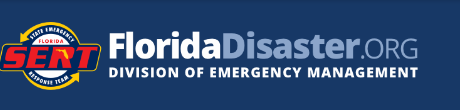 STATE EMERGENCY
FLORIDA
SERT
RESPONSE TEAM
FloridaDisaster.ORG
DIVISION OF EMERGENCY MANAGEMENT